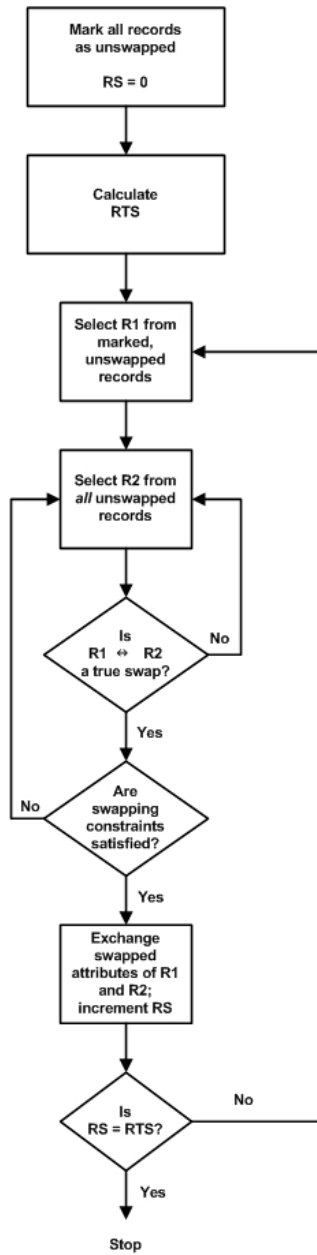 Mark all records
as unswapped
RS = 0
Calculate
RTS
Select R1 from
marked,
unswapped
records
Select R2 from
all unswapped
records
Is
R1 ⇔ R2
a true swap?
No
Yes
Are
swapping
constraints
satisfied?
No
Yes
Exchange
swapped
attributes of R1
and R2;
increment RS
Is
RS = RTS?
No
Yes
Stop